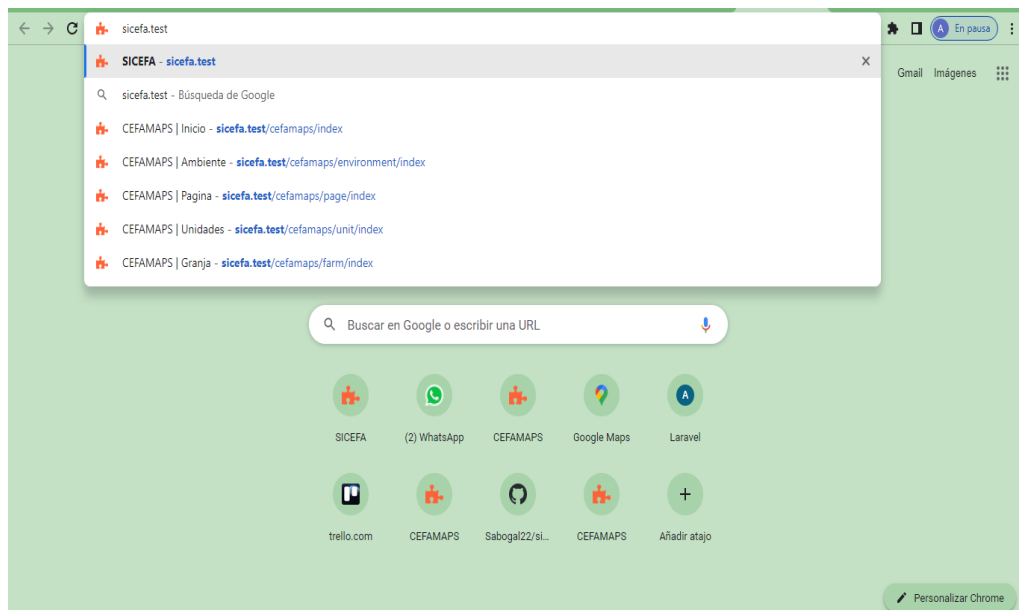 sicefa.test
A En pausa
SICEFA - sicefa.test
Gmail Imágenes
sicefa.test - Búsqueda de Google
CEFAMAPS | Inicio - sicefa.test/cefamaps/index
CEFAMAPS | Ambiente - sicefa.test/cefamaps/environment/index
CEFAMAPS | Pagina - sicefa.test/cefamaps/page/index
CEFAMAPS | Unidades - sicefa.test/cefamaps/unit/index
CEFAMAPS | Granja - sicefa.test/cefamaps/farm/index
Buscar en Google o escribir una URL
A
SICEFA (2) WhatsApp CEFAMAPS Google Maps Laravel
trello.com CEFAMAPS Sabogal22/si... CEFAMAPS Añadir atajo
Personalizar Chrome